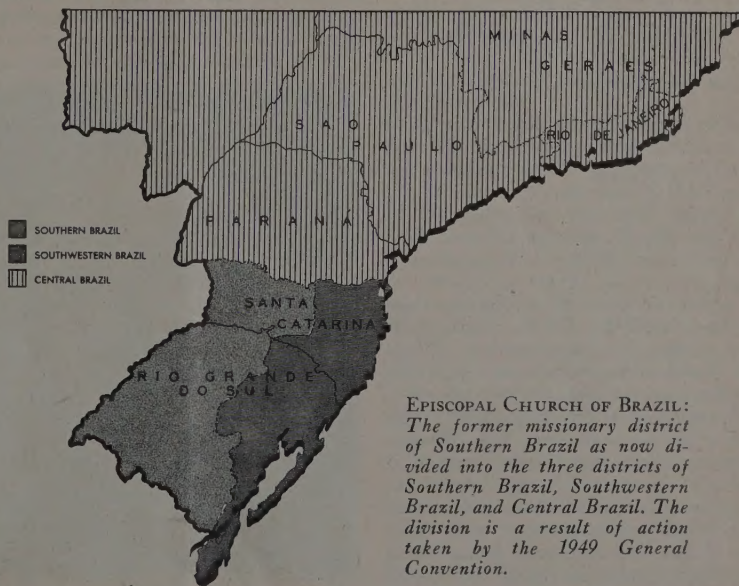 MINAS
GERAES
SAO
PAULO
RIO DE JANEIRO
PARANÁ
SOUTHERN BRAZIL
SOUTHWESTERN BRAZIL
CENTRAL BRAZIL
SANTA
CATARINA
RIO GRANDE
DO SUL
EPISCOPAL CHURCH OF BRAZIL:
The former missionary district
of Southern Brazil as now di-
vided into the three districts of
Southern Brazil, Southwestern
Brazil, and Central Brazil. The
division is a result of action
taken by the 1949 General
Convention.